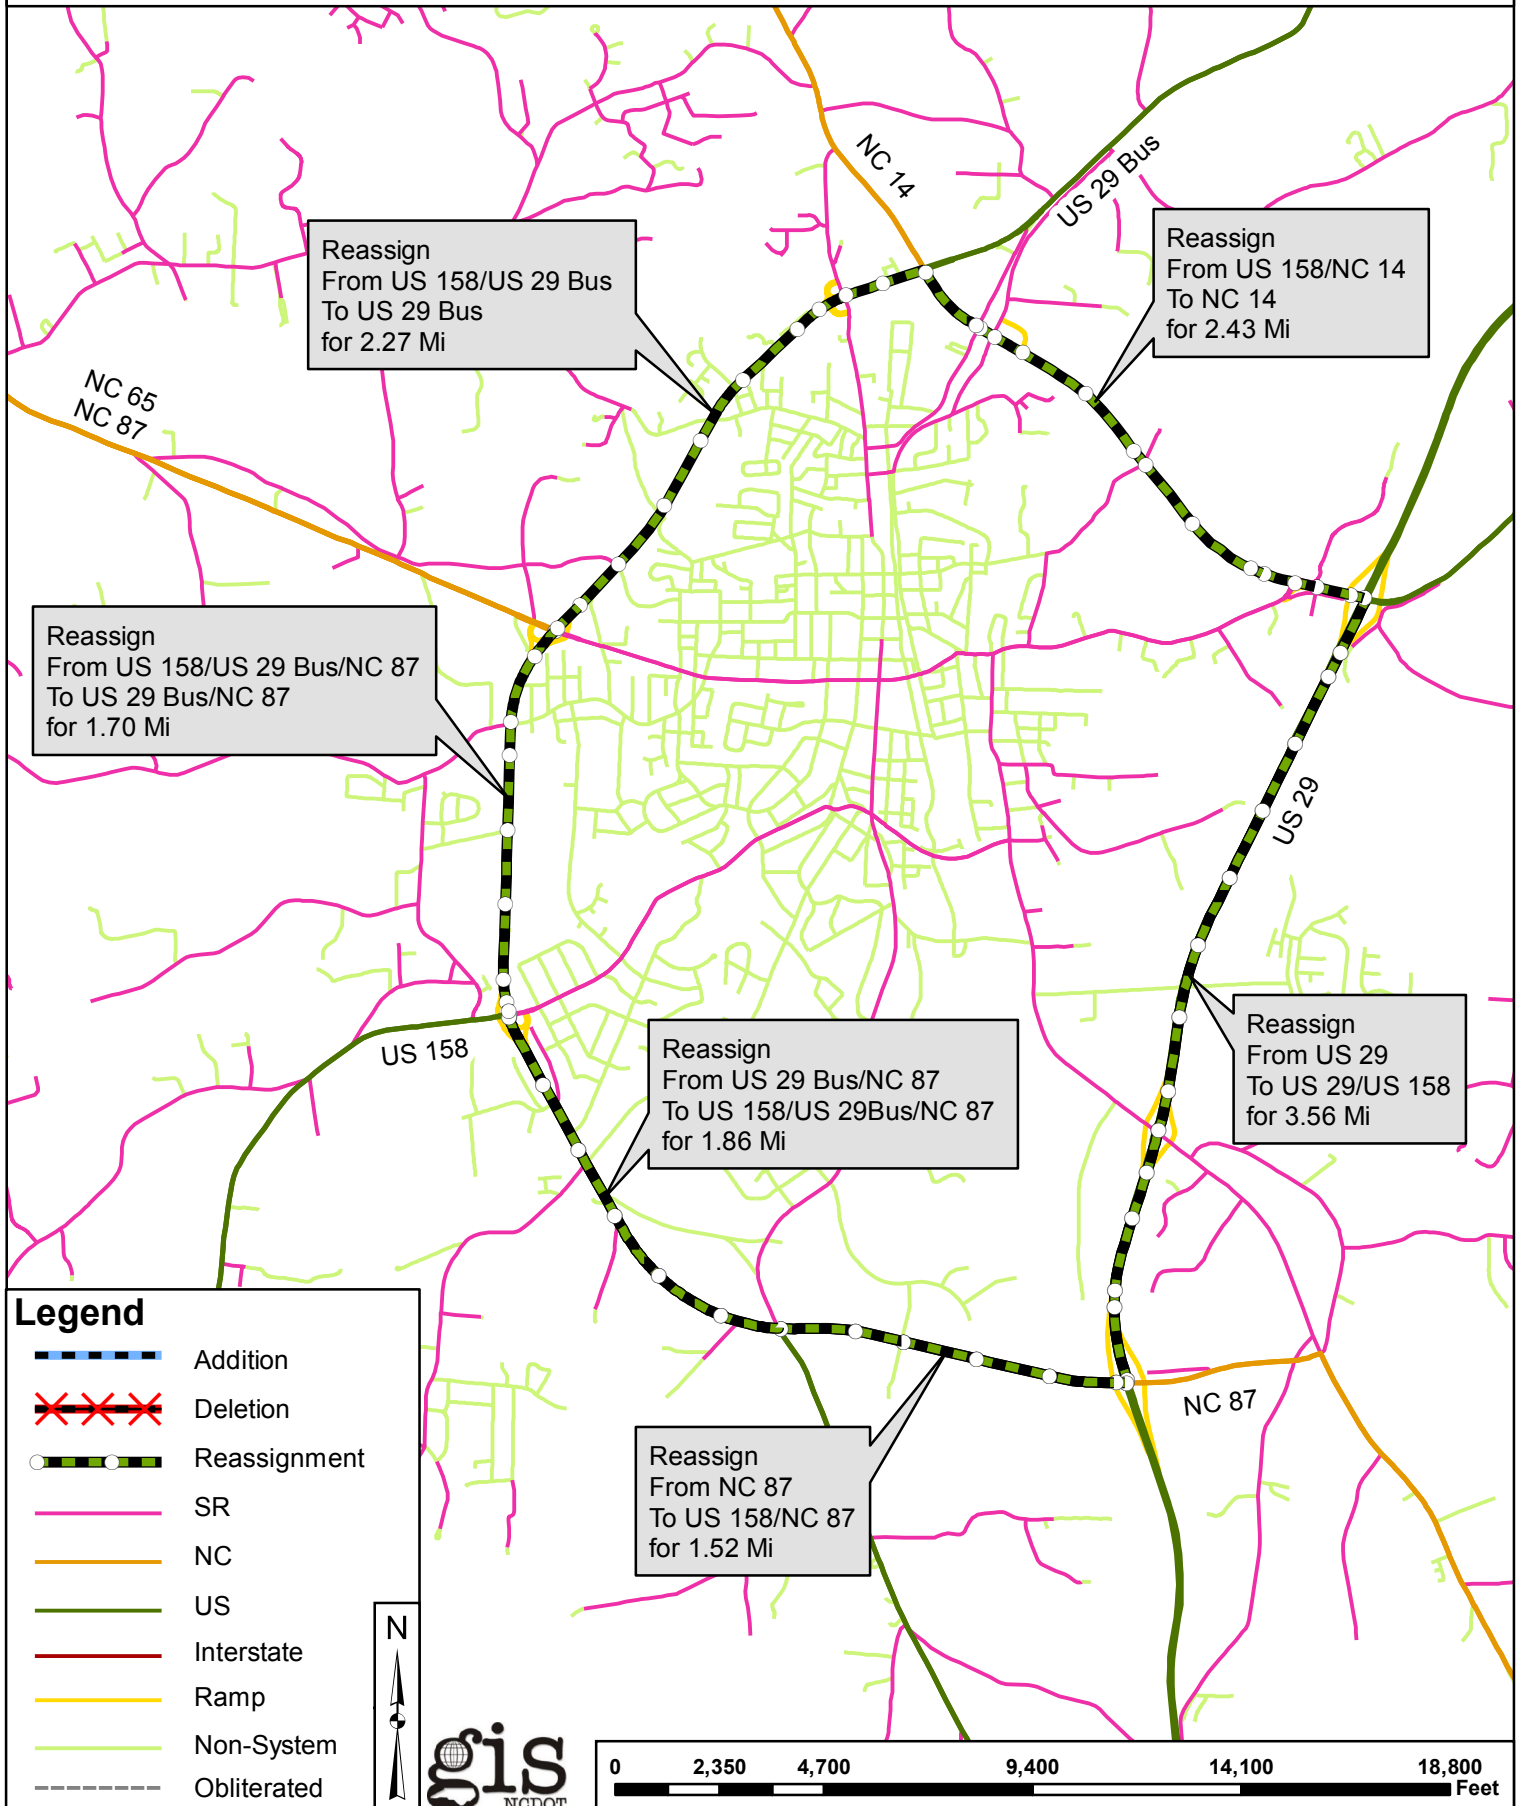 NC 14
US 29 Bus
Reassign
From US 158/US 29 Bus
To US 29 Bus
for 2.27 Mi
Reassign
From US 158/NC 14
To NC 14
for 2.43 Mi
NC 65
NC 87
Reassign
From US 158/US 29 Bus/NC 87
To US 29 Bus/NC 87
for 1.70 Mi
US 29
US 158
Reassign
From US 29 Bus/NC 87
To US 158/US 29Bus/NC 87
for 1.86 Mi
Reassign
From US 29
To US 29/US 158
for 3.56 Mi
NC 87
Reassign
From NC 87
To US 158/NC 87
for 1.52 Mi
Legend
Addition
Deletion
Reassignment
SR
NC
US
Interstate
Ramp
Non-System
Obliterated
N
gis
NCDOT
0 2,350 4,700 9,400 14,100 18,800
Feet